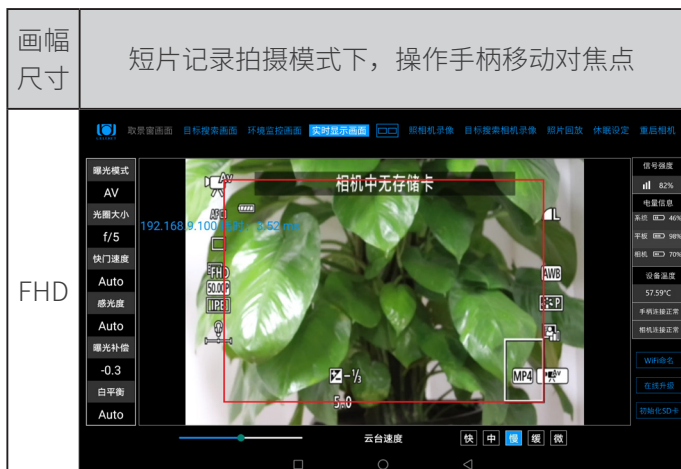 画幅
尺寸
短片记录拍摄模式下，操作手柄移动对焦点
FHD
取景窗画面 目标搜索画面 环境监控画面 实时显示画面 照相机录像 目标搜索相机录像 照片回放 休眠设定 重启相机
曝光模式
AV
光圈大小
f/5
快门速度
Auto
感光度
Auto
曝光补偿
-0.3
白平衡
Auto
相机中无存储卡
AV
192.168.9.100
FHD
50.00P
L
AWB
-⅓
MP4
5.0
信号强度
82%
电量信息
系统 46%
平板 98%
相机 70%
设备温度
57.59°C
手柄连接正常
相机连接正常
WiFi命名
在线升级
初始化SD卡
云台速度 快 中 慢 缓 微